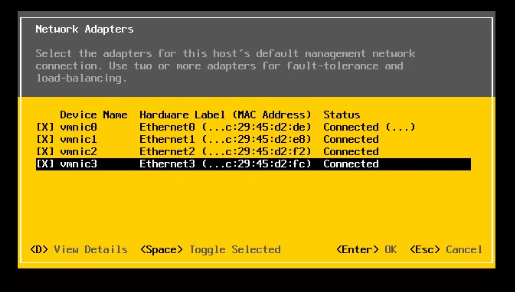 Network Adapters
Select the adapters for this host's default management network
connection. Use two or more adapters for fault-tolerance and
load-balancing.
Device Name Hardware Label (MAC Address) Status
[X] vmnic0 Ethernet0 (...c:29:45:d2:de) Connected (...)
[X] vmnic1 Ethernet1 (...c:29:45:d2:e8) Connected
[X] vmnic2 Ethernet2 (...c:29:45:d2:f2) Connected
[X] vmnic3 Ethernet3 (...c:29:45:d2:fc) Connected
<D> View Details <Space> Toggle Selected <Enter> OK <Esc> Cancel